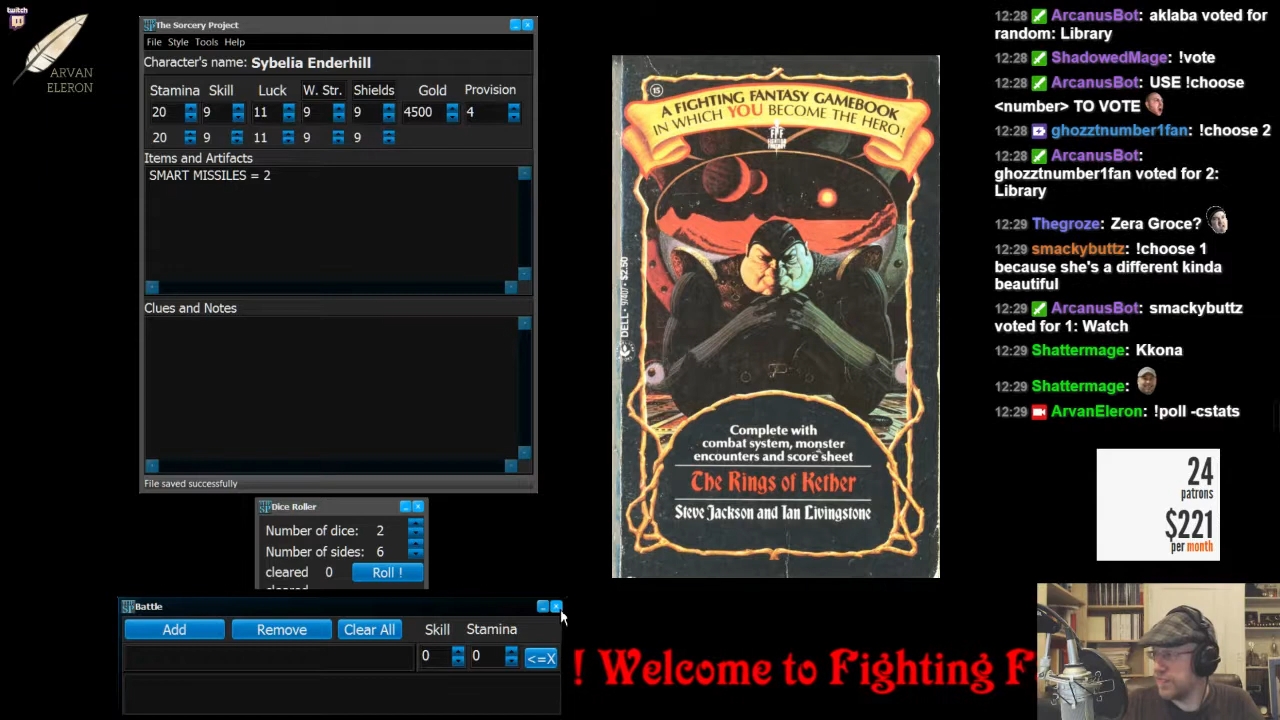 twitch
ARVAN
ELERON
The Sorcery Project
File Style Tools Help
Character's name: Sybelia Enderhill
Stamina Skill Luck W. Str. Shields Gold Provision
20 9 11 9 9 4500 4
20 9 11 9 9
Items and Artifacts
SMART MISSILES = 2
Clues and Notes
File saved successfully
Dice Roller
Number of dice: 2
Number of sides: 6
cleared 0 Roll !
Battle
Add Remove Clear All Skill Stamina
0 0 <=X
15
A FIGHTING FANTASY GAMEBOOK
IN WHICH YOU BECOME THE HERO!
DELL · 97407 · $2.50
Complete with
combat system, monster
encounters and score sheet
The Rings of Kether
Steve Jackson and Ian Livingstone
! Welcome to Fighting F
12:28 ArcanusBot: aklaba voted for
random: Library
12:28 ShadowedMage: !vote
12:28 ArcanusBot: USE !choose
<number> TO VOTE
12:28 ghozztnumber1fan: !choose 2
12:28 ArcanusBot:
ghozztnumber1fan voted for 2:
Library
12:29 Thegroze: Zera Groce?
12:29 smackybuttz: !choose 1
because she's a different kinda
beautiful
12:29 ArcanusBot: smackybuttz
voted for 1: Watch
12:29 Shattermage: Kkona
12:29 Shattermage:
12:29 ArvanEleron: !poll -cstats
24
patrons
$221
per month